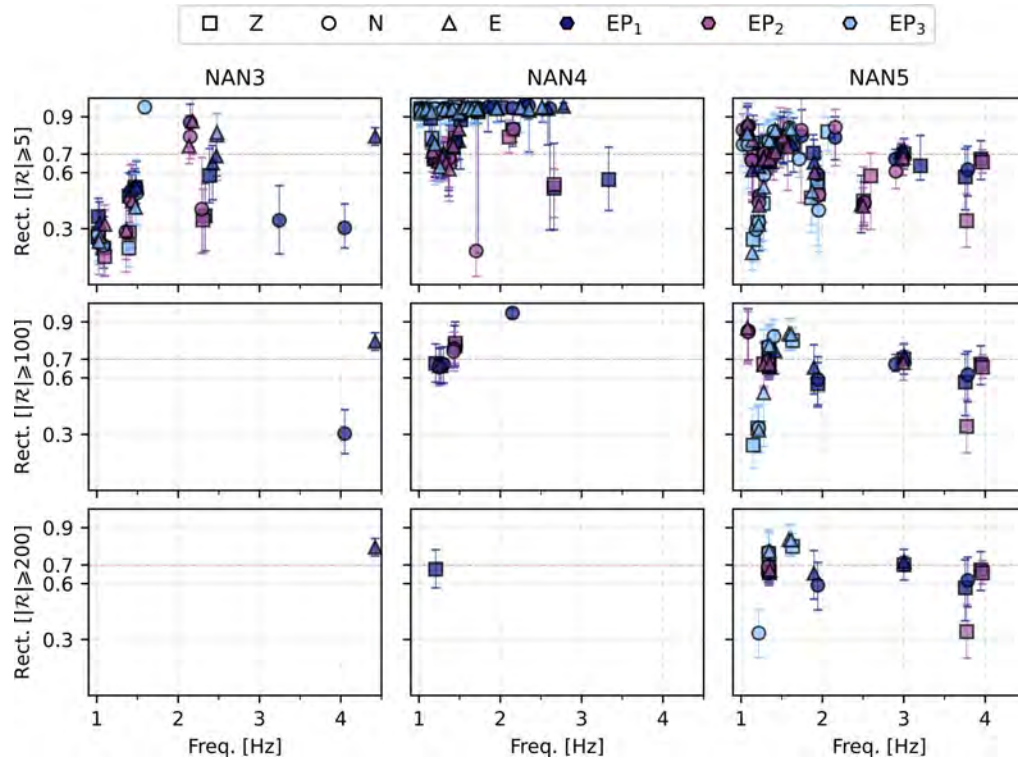 Z N E EP₁ EP₂ EP₃
NAN3 NAN4 NAN5
Rect. [|ℛ|⩾5]
0.9
0.7
0.6
0.3
Rect. [|ℛ|⩾100]
0.9
0.7
0.6
0.3
Rect. [|ℛ|⩾200]
0.9
0.7
0.6
0.3
1 2 3 4 1 2 3 4 1 2 3 4
Freq. [Hz] Freq. [Hz] Freq. [Hz]